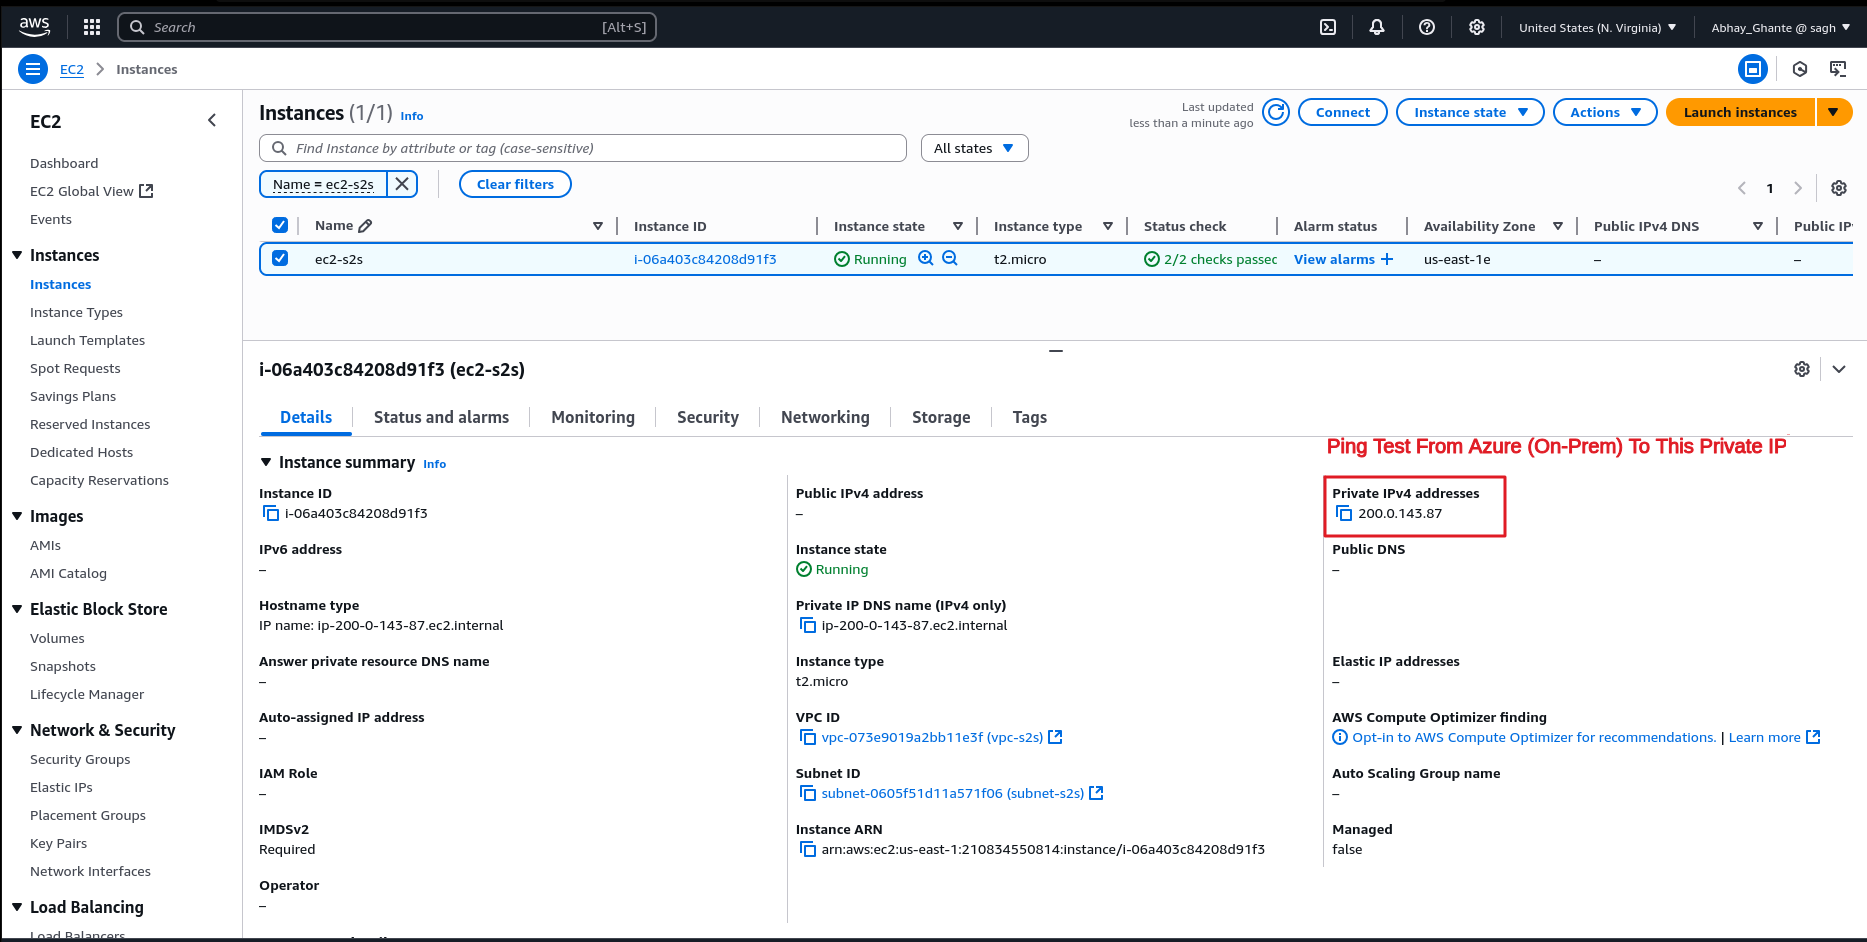 aws
Search [Alt+S]
United States (N. Virginia)
Abhay_Ghante @ sagh
EC2 Instances
EC2
Dashboard
EC2 Global View
Events
Instances
Instances
Instance Types
Launch Templates
Spot Requests
Savings Plans
Reserved Instances
Dedicated Hosts
Capacity Reservations
Images
AMIs
AMI Catalog
Elastic Block Store
Volumes
Snapshots
Lifecycle Manager
Network & Security
Security Groups
Elastic IPs
Placement Groups
Key Pairs
Network Interfaces
Load Balancing
Load Balancers
Instances (1/1) Info
Last updated
less than a minute ago
Connect
Instance state
Actions
Launch instances
Find Instance by attribute or tag (case-sensitive)
All states
Name = ec2-s2s
Clear filters
1
Name Instance ID Instance state Instance type Status check Alarm status Availability Zone Public IPv4 DNS Public IP
ec2-s2s i-06a403c84208d91f3 Running t2.micro 2/2 checks passec View alarms + us-east-1e – –
i-06a403c84208d91f3 (ec2-s2s)
Details Status and alarms Monitoring Security Networking Storage Tags
Ping Test From Azure (On-Prem) To This Private IP
Instance summary Info
Instance ID
i-06a403c84208d91f3
Public IPv4 address
–
Private IPv4 addresses
200.0.143.87
IPv6 address
–
Instance state
Running
Public DNS
–
Hostname type
IP name: ip-200-0-143-87.ec2.internal
Private IP DNS name (IPv4 only)
ip-200-0-143-87.ec2.internal
Answer private resource DNS name
–
Instance type
t2.micro
Elastic IP addresses
–
Auto-assigned IP address
–
VPC ID
vpc-073e9019a2bb11e3f (vpc-s2s)
AWS Compute Optimizer finding
Opt-in to AWS Compute Optimizer for recommendations. | Learn more
IAM Role
–
Subnet ID
subnet-0605f51d11a571f06 (subnet-s2s)
Auto Scaling Group name
–
IMDSv2
Required
Instance ARN
arn:aws:ec2:us-east-1:210834550814:instance/i-06a403c84208d91f3
Managed
false
Operator
–